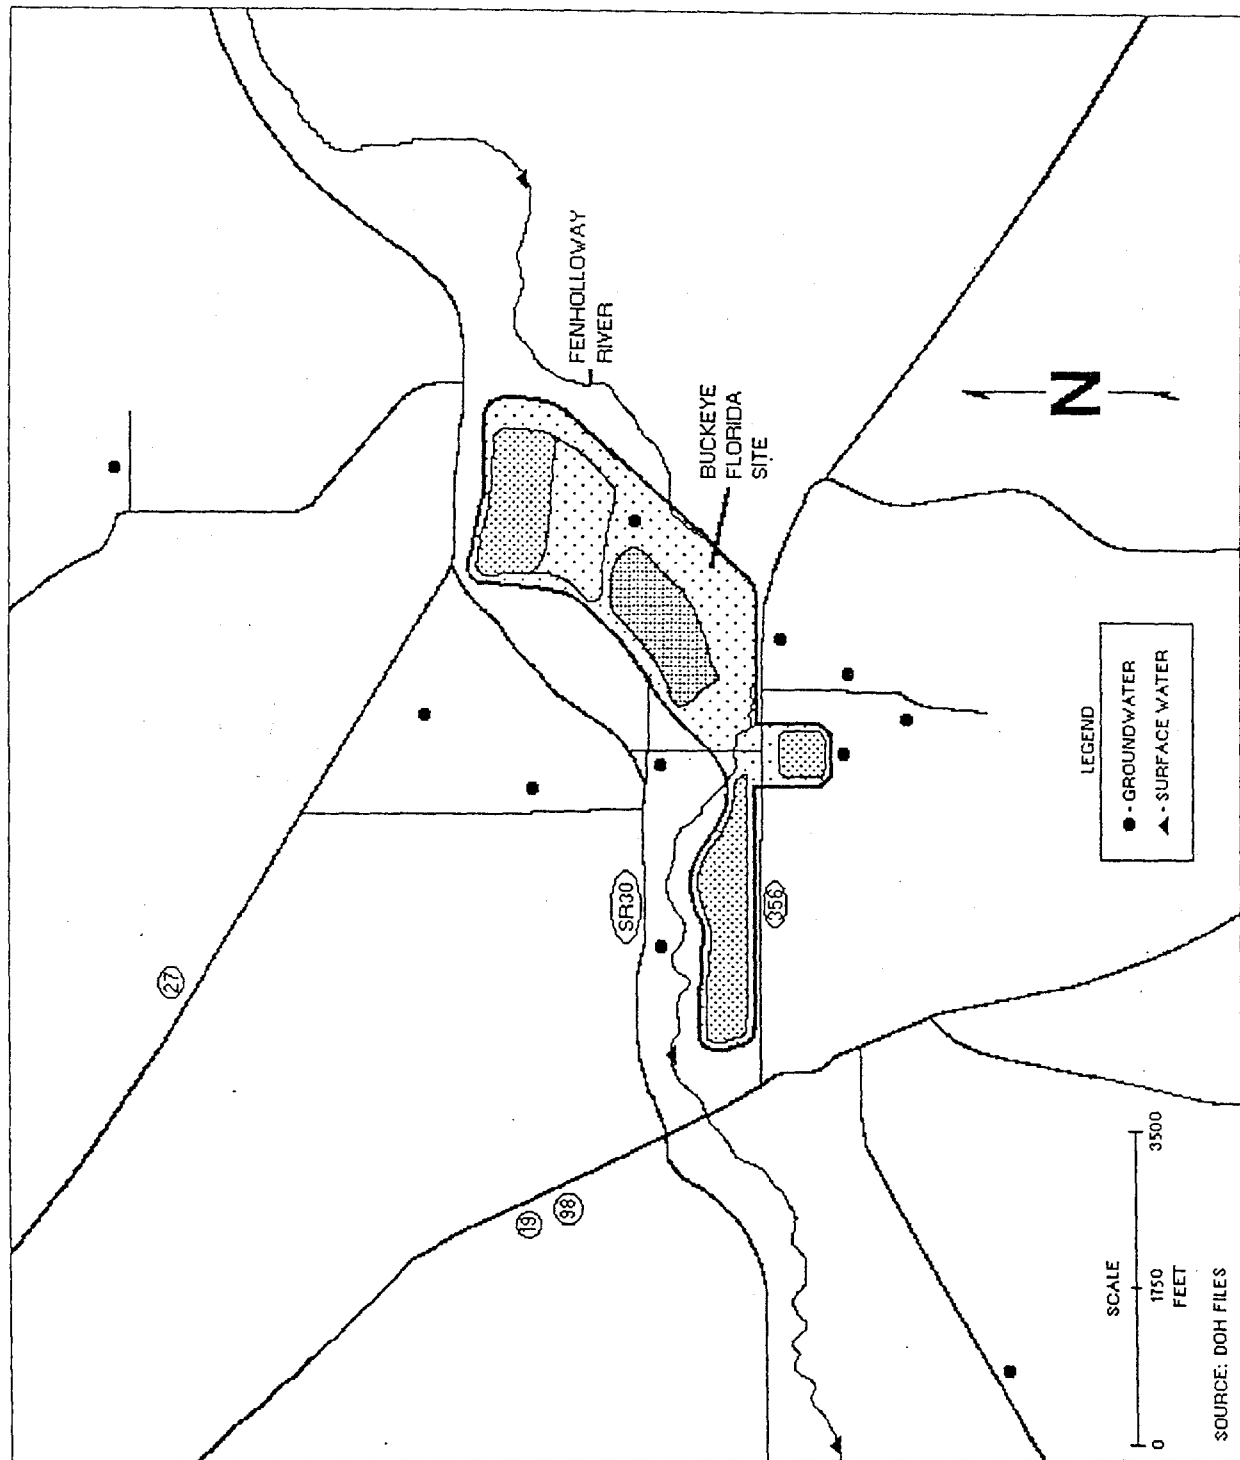 27
19
98
SR30
356
FENHOLLOWAY
RIVER
BUCKEYE
FLORIDA
SITE
N
LEGEND
● - GROUNDWATER
▲ - SURFACE WATER
SCALE
0 1750 3500
FEET
SOURCE: DOH FILES